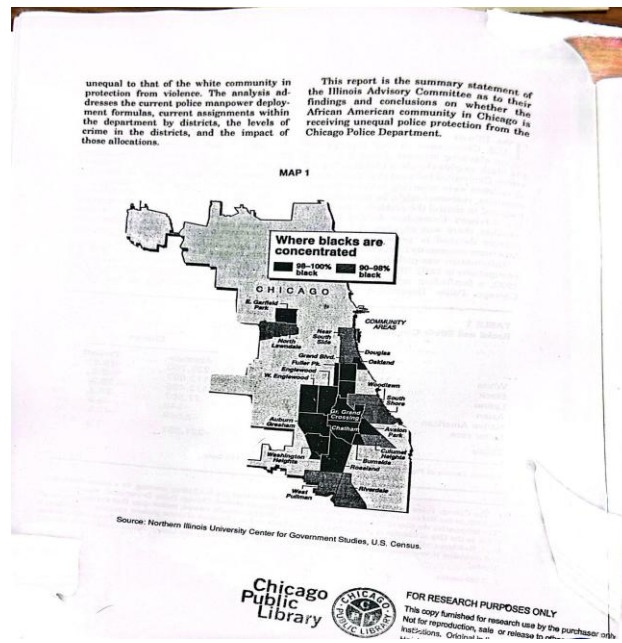 unequal to that of the white community in
protection from violence. The analysis ad-
dresses the current police manpower deploy-
ment formulas, current assignments within
the department by districts, the levels of
crime in the districts, and the impact of
those allocations.
This report is the summary statement of
the Illinois Advisory Committee as to their
findings and conclusions on whether the
African American community in Chicago is
receiving unequal police protection from the
Chicago Police Department.
MAP 1
Where blacks are
concentrated
98–100%
black
90–98%
black
CHICAGO
E. Garfield
Park
North
Lawndale
Near
South
Side
COMMUNITY
AREAS
Douglas
Grand Blvd.
Oakland
Fuller Pk.
Englewood
W. Englewood
Woodlawn
South
Shore
Gr. Grand
Crossing
Auburn
Gresham
Chatham
Avalon
Park
Calumet
Heights
Washington
Heights
Burnside
Roseland
West
Pullman
Riverdale
Source: Northern Illinois University Center for Government Studies, U.S. Census.
Chicago
Public
Library
CHICAGO
PUBLIC LIBRARY
FOR RESEARCH PURPOSES ONLY
This copy furnished for research use by the purchaser only
Not for reproduction, sale or release to other
institutions. Original in